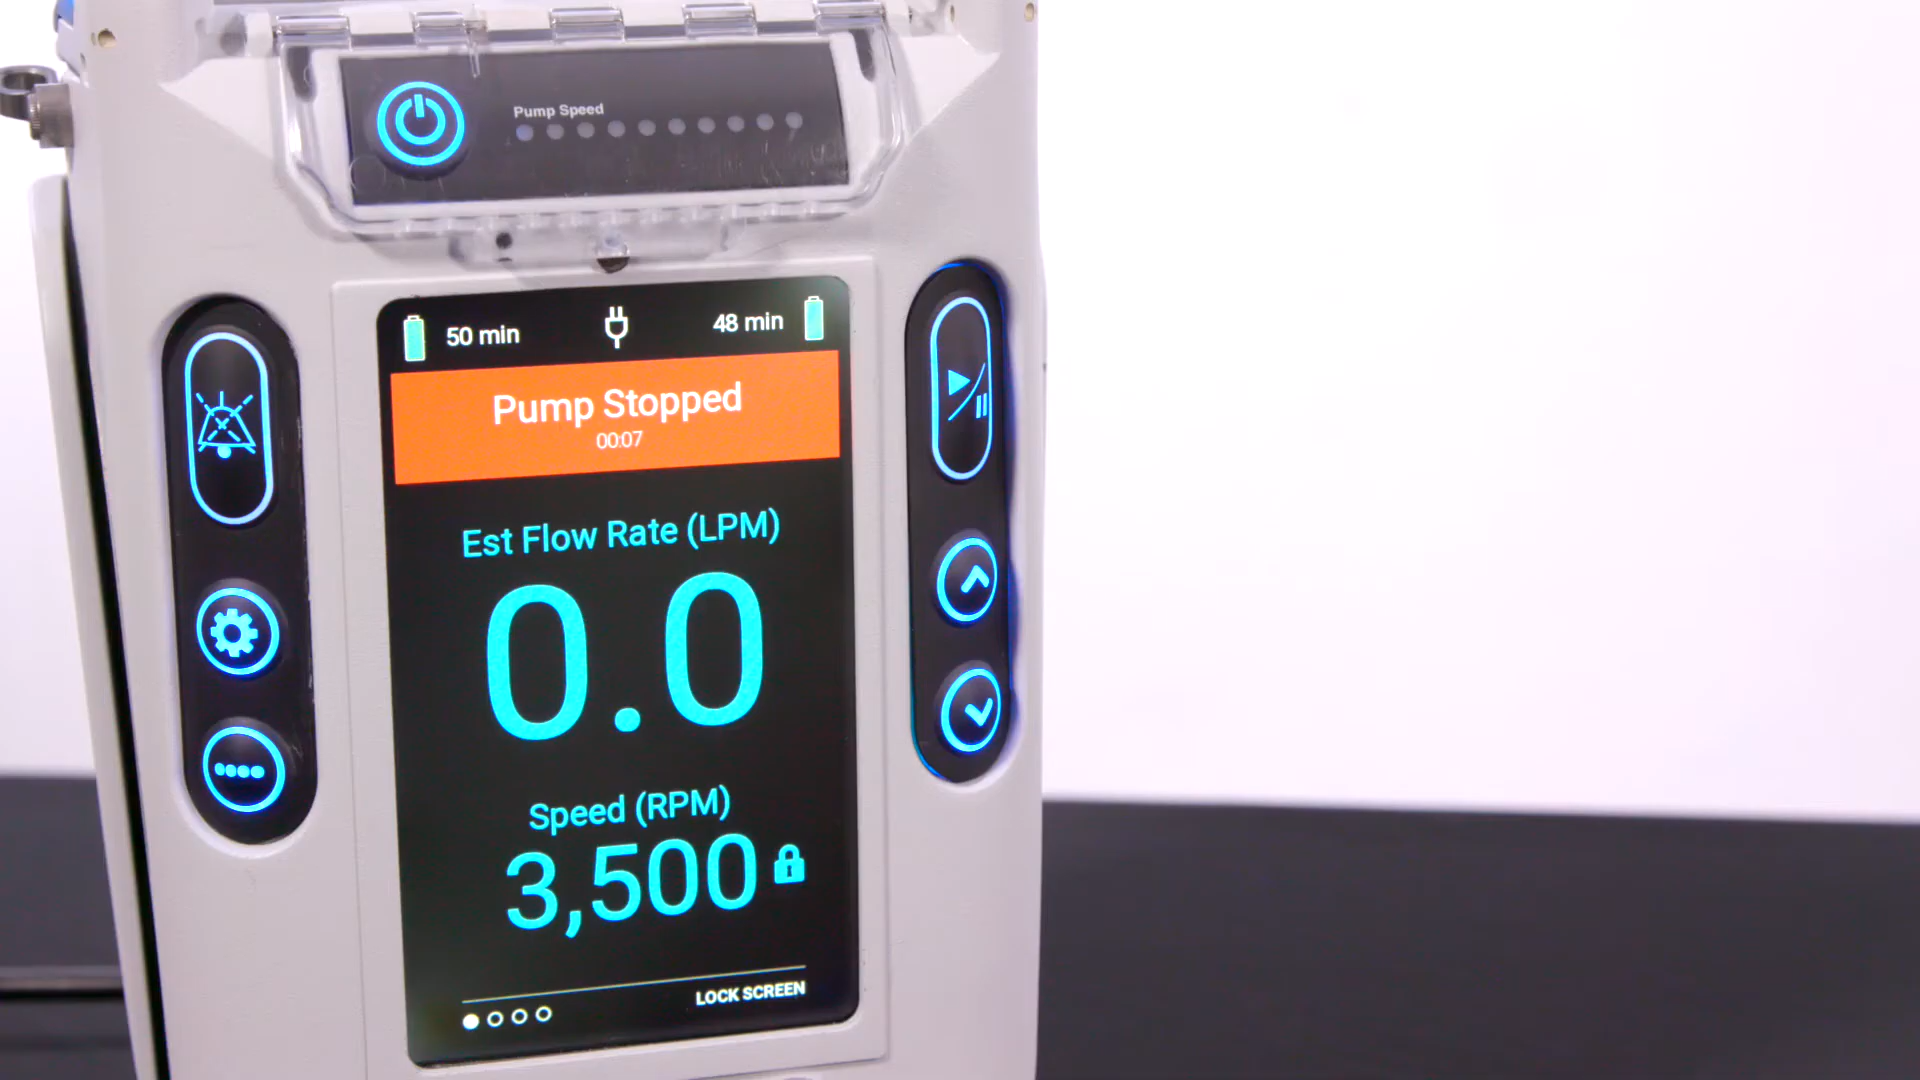 Pump Speed
50 min
48 min
Pump Stopped
00:07
Est Flow Rate (LPM)
0.0
Speed (RPM)
3,500
LOCK SCREEN